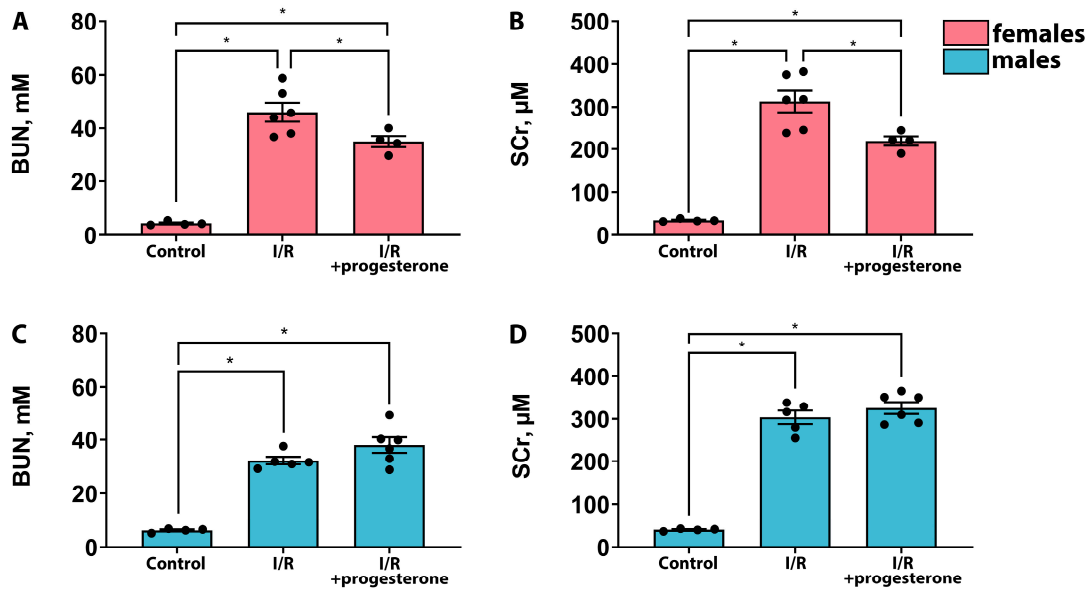 A
80
60
40
20
0
BUN, mM
*
*
*
Control
I/R
I/R
+progesterone
B
500
400
300
200
100
0
SCr, µM
*
*
*
Control
I/R
I/R
+progesterone
females
males
C
80
60
40
20
0
BUN, mM
*
*
Control
I/R
I/R
+progesterone
D
500
400
300
200
100
0
SCr, µM
*
*
Control
I/R
I/R
+progesterone